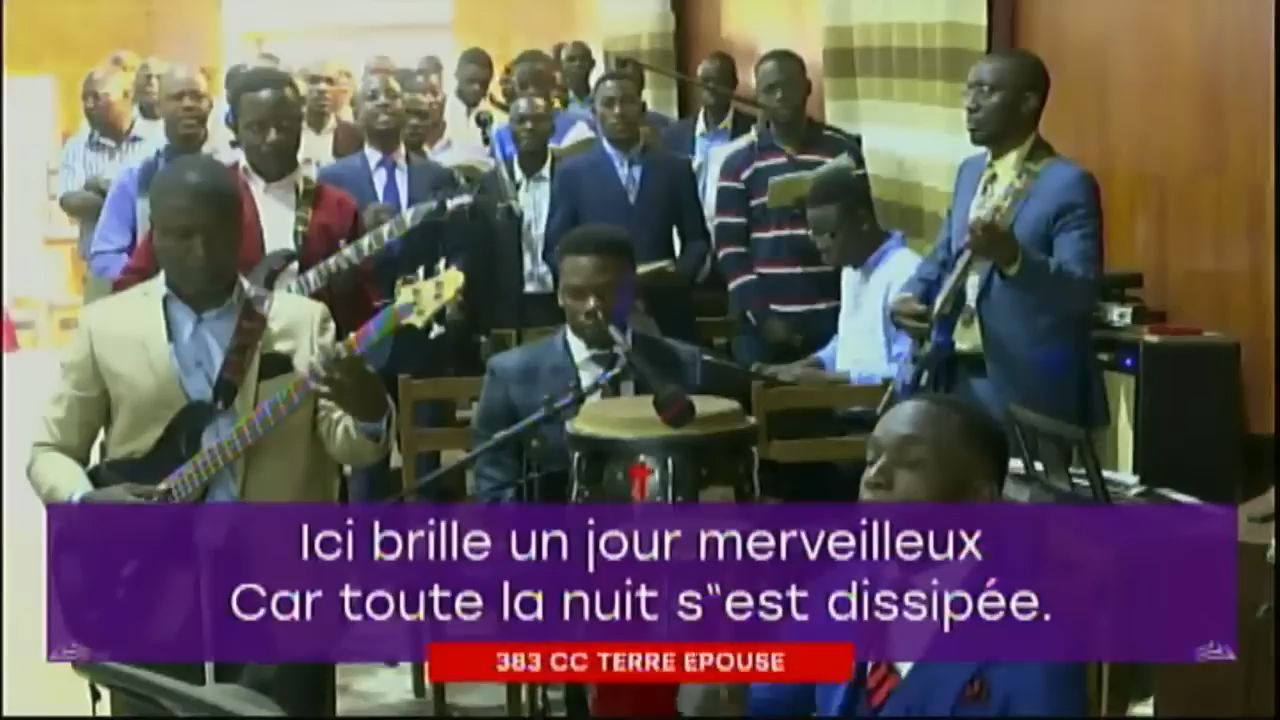 Ici brille un jour merveilleux
Car toute la nuit s"est dissipée.
383 CC TERRE EPOUSE